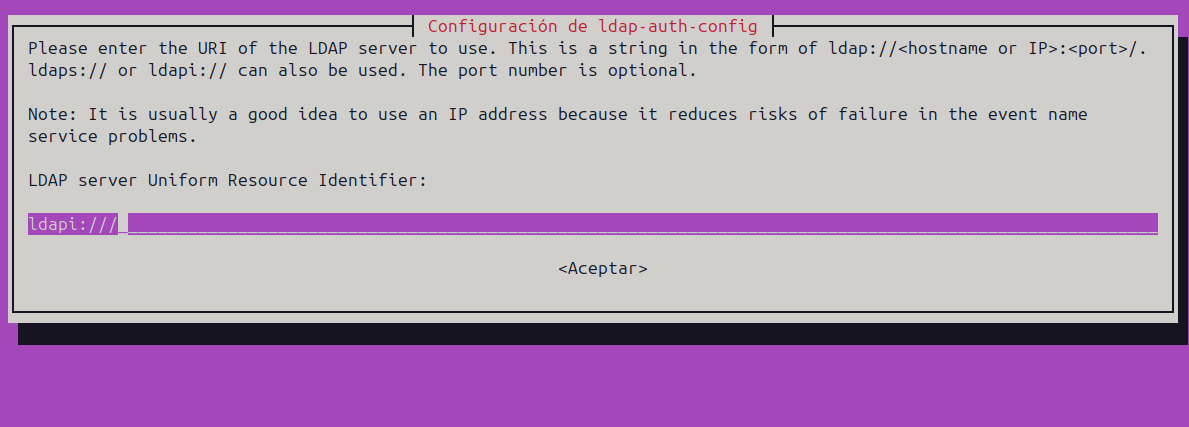 Configuración de ldap-auth-config
Please enter the URI of the LDAP server to use. This is a string in the form of ldap://<hostname or IP>:<port>/.
ldaps:// or ldapi:// can also be used. The port number is optional.
Note: It is usually a good idea to use an IP address because it reduces risks of failure in the event name
service problems.
LDAP server Uniform Resource Identifier:
ldapi:///
<Aceptar>